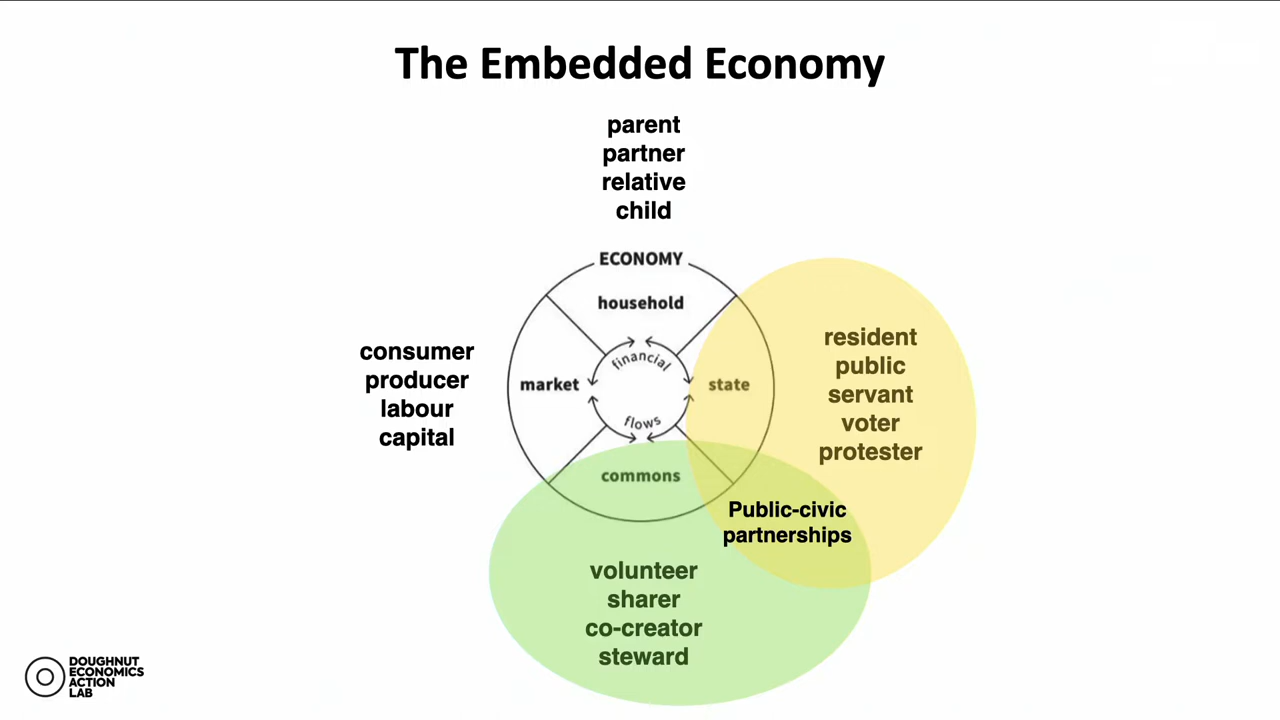 The Embedded Economy
parent
partner
relative
child
ECONOMY
household
consumer
producer
labour
capital
market
financial
flows
state
resident
public
servant
voter
protester
commons
Public-civic
partnerships
volunteer
sharer
co-creator
steward
DOUGHNUT
ECONOMICS
ACTION
LAB